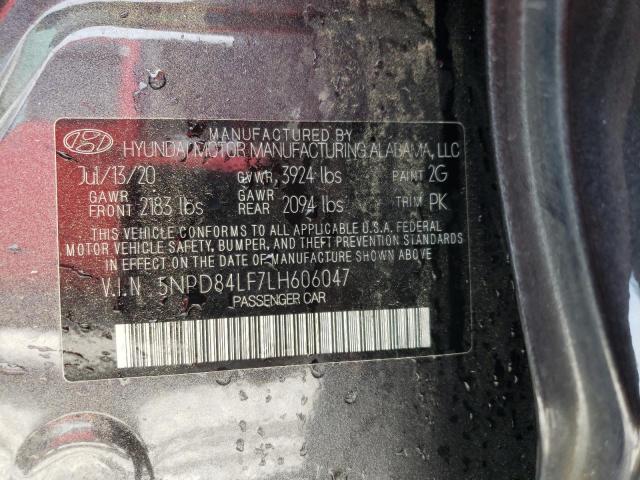 MANUFACTURED BY
HYUNDAI MOTOR MANUFACTURING ALABAMA, LLC
Jul/13/20 GVWR 3924 lbs PAINT 2G
GAWR FRONT 2183 lbs GAWR REAR 2094 lbs TRIM PK
THIS VEHICLE CONFORMS TO ALL APPLICABLE U.S.A. FEDERAL
MOTOR VEHICLE SAFETY, BUMPER, AND THEFT PREVENTION STANDARDS
IN EFFECT ON THE DATE OF MANUFACTURE SHOWN ABOVE.
V.I.N 5NPD84LF7LH606047
PASSENGER CAR